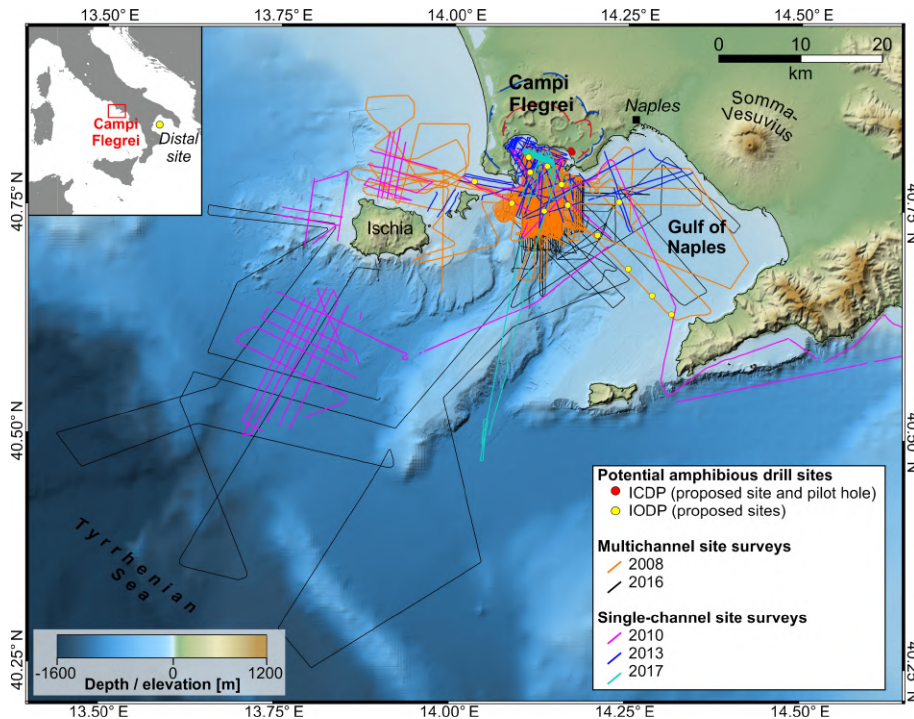 13.50° E 13.75° E 14.00° E 14.25° E 14.50° E
Campi
Flegrei
Distal
site
Campi
Flegrei
Naples
0 10 20
km
Somma-
Vesuvius
40.75° N
40.75° N
Ischia
Gulf of
Naples
40.50° N
40.50° N
Tyrrhenian
Sea
Potential amphibious drill sites
ICDP (proposed site and pilot hole)
IODP (proposed sites)
Multichannel site surveys
2008
2016
Single-channel site surveys
2010
2013
2017
40.25° N
40.25° N
-1600 0 1200
Depth / elevation [m]
13.50° E 13.75° E 14.00° E 14.25° E 14.50° E